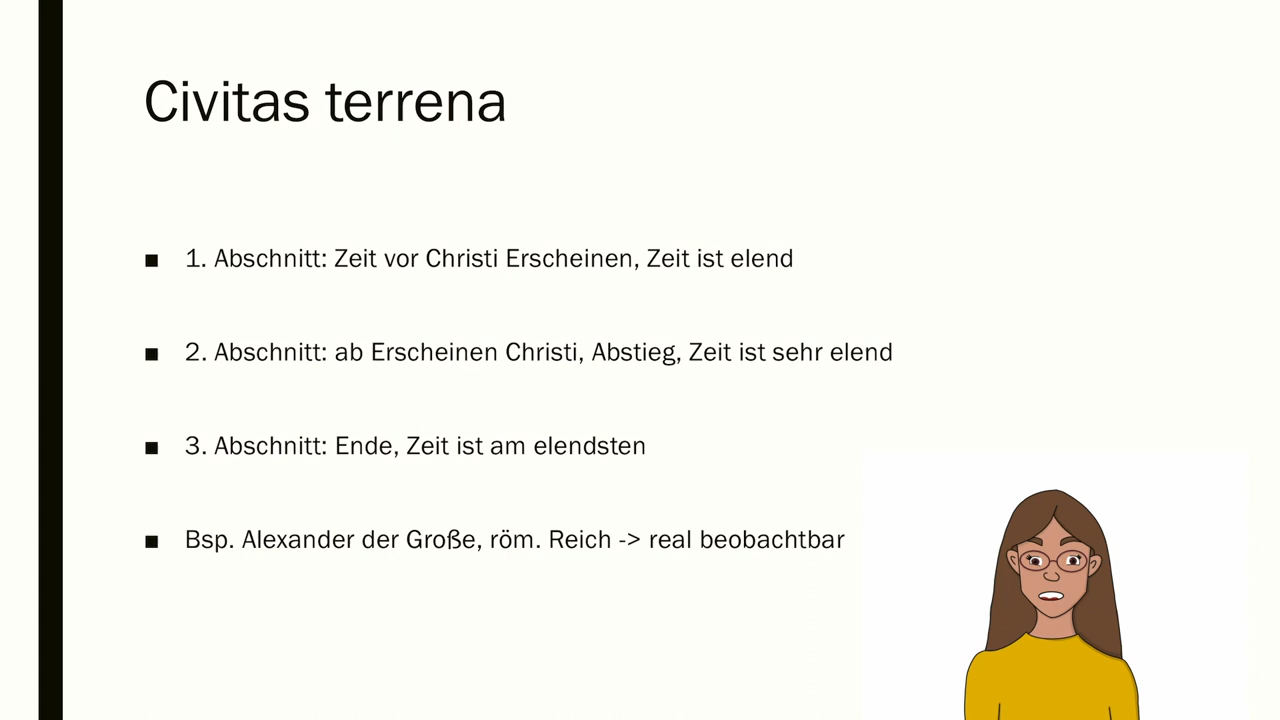 Civitas terrena
■ 1. Abschnitt: Zeit vor Christi Erscheinen, Zeit ist elend
■ 2. Abschnitt: ab Erscheinen Christi, Abstieg, Zeit ist sehr elend
■ 3. Abschnitt: Ende, Zeit ist am elendsten
■ Bsp. Alexander der Große, röm. Reich -> real beobachtbar